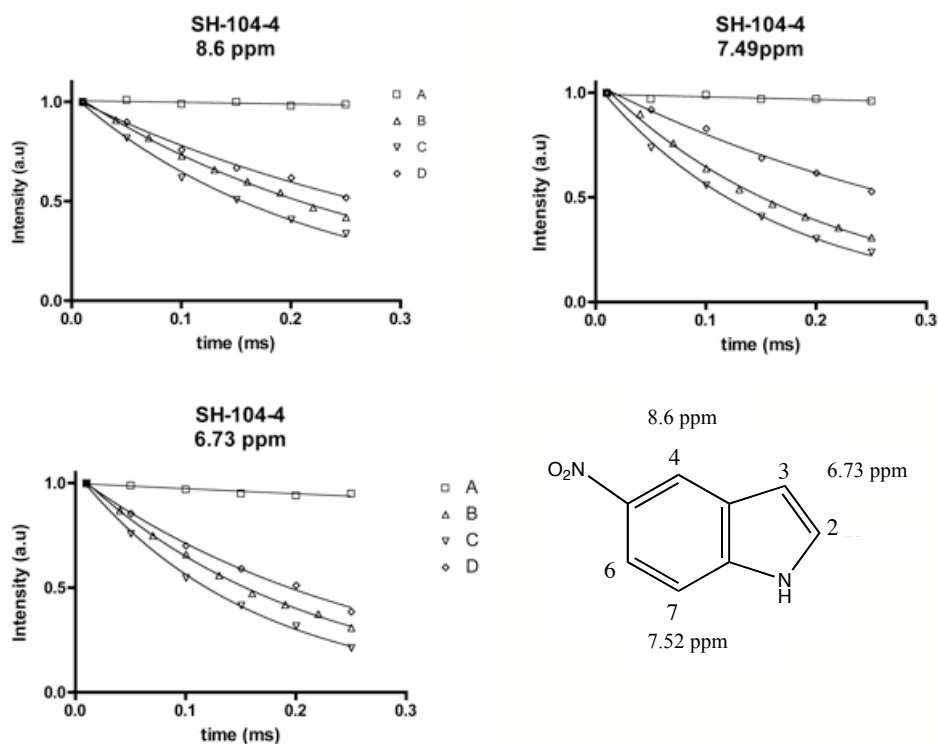 SH-104-4
8.6 ppm
Intensity (a.u)
1.0
0.5
0.0
0.0 0.1 0.2 0.3
time (ms)
A
B
C
D
SH-104-4
7.49ppm
Intensity (a.u)
1.0
0.5
0.0
0.0 0.1 0.2 0.3
time (ms)
SH-104-4
6.73 ppm
Intensity (a.u)
1.0
0.5
0.0
0.0 0.1 0.2 0.3
time (ms)
A
B
C
D
8.6 ppm
O₂N
4
3
6.73 ppm
2
6
N
H
7
7.52 ppm